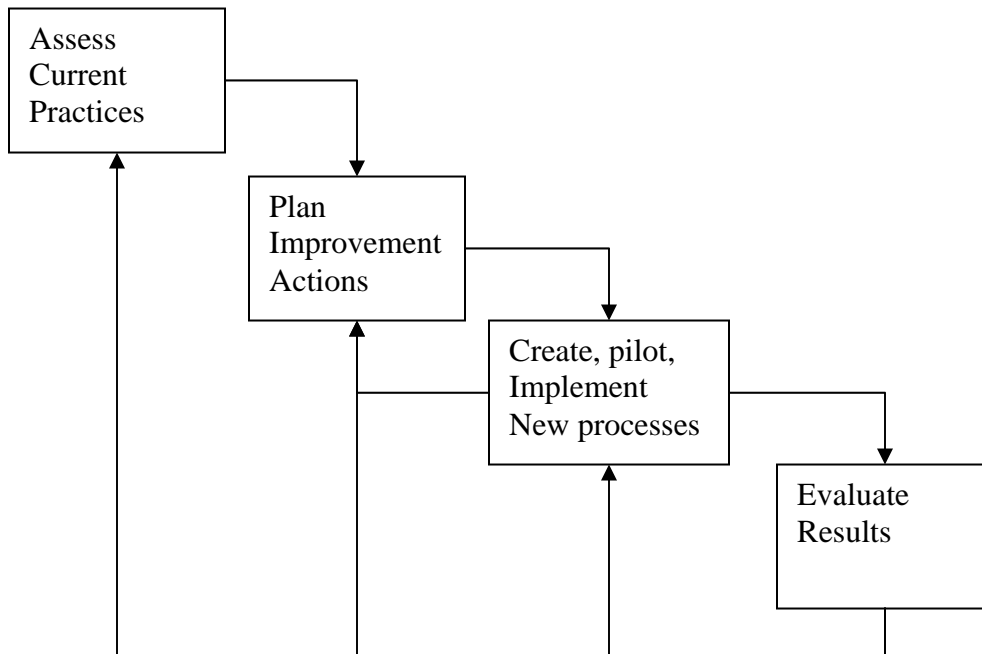 Assess
Current
Practices
Plan
Improvement
Actions
Create, pilot,
Implement
New processes
Evaluate
Results